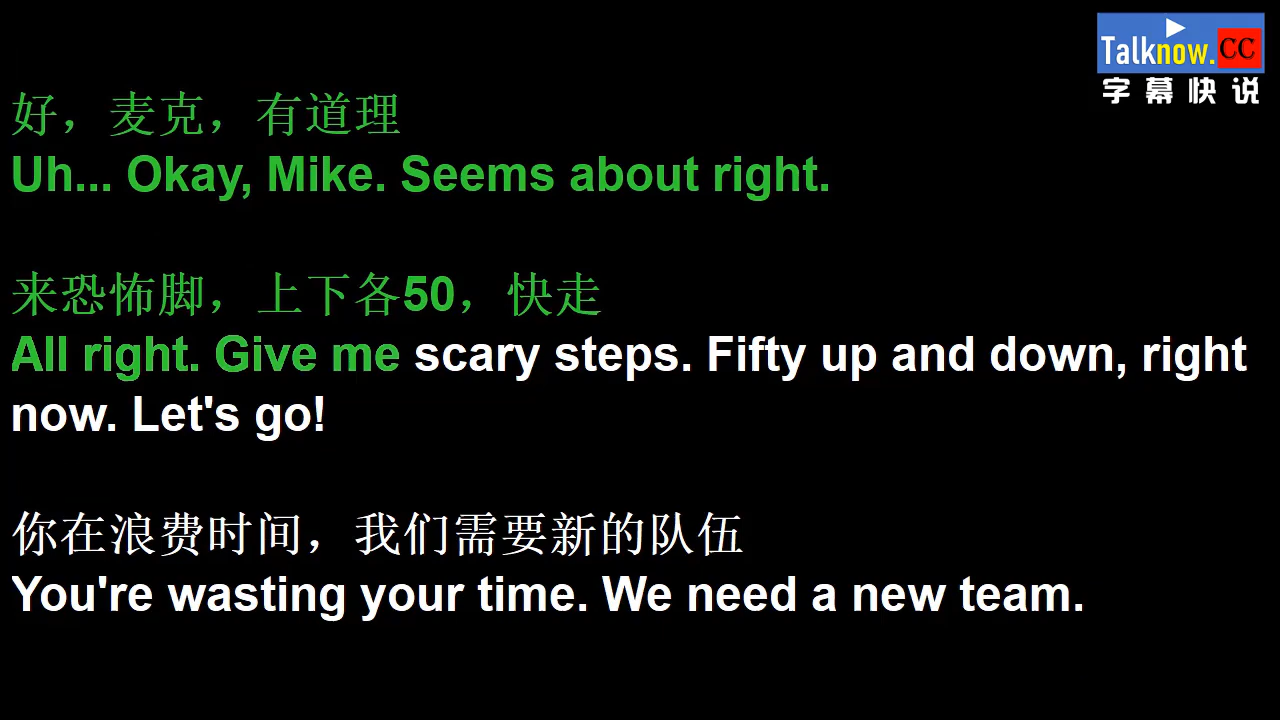 Talknow.CC
字幕快说
好，麦克，有道理
Uh... Okay, Mike. Seems about right.
来恐怖脚，上下各50，快走
All right. Give me scary steps. Fifty up and down, right
now. Let's go!
你在浪费时间，我们需要新的队伍
You're wasting your time. We need a new team.